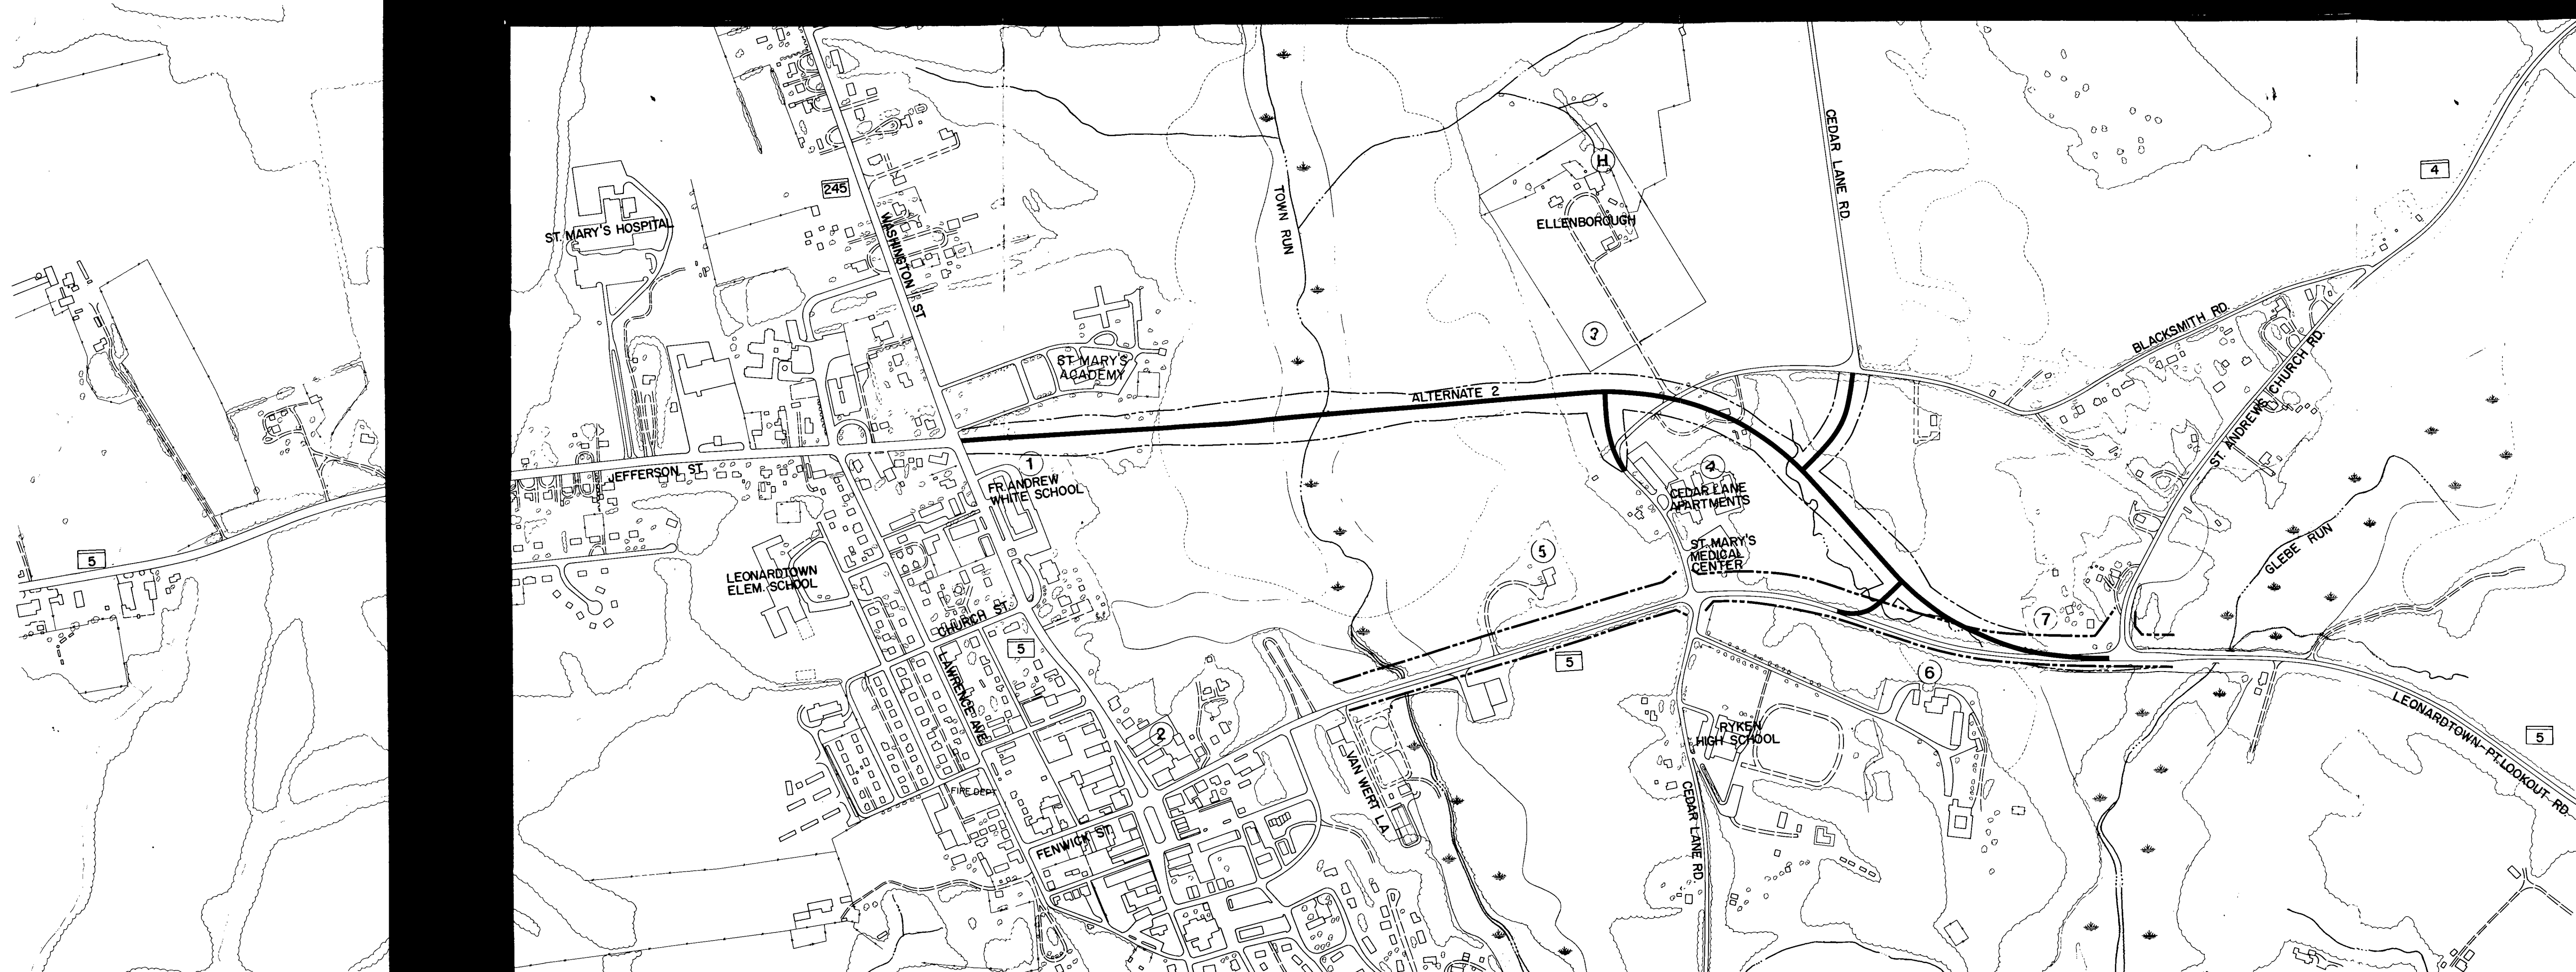 CEDAR LANE RD.
4
H
245
ST. MARY'S HOSPITAL
WASHINGTON ST
TOWN RUN
ELLENBOROUGH
3
BLACKSMITH RD.
ST MARY'S
ACADEMY
ALTERNATE 2
ST. ANDREWS CHURCH RD.
JEFFERSON ST.
1
FR. ANDREW
WHITE SCHOOL
4
CEDAR LANE
APARTMENTS
5
5
ST. MARY'S
MEDICAL
CENTER
GLEBE RUN
LEONARDTOWN
ELEM. SCHOOL
CHURCH ST.
5
7
5
6
LAWRENCE AVE.
2
RYKEN
HIGH SCHOOL
LEONARDTOWN-PT. LOOKOUT RD.
5
VAN WERT LA.
FIRE DEPT
CEDAR LANE RD.
FENWICK ST.